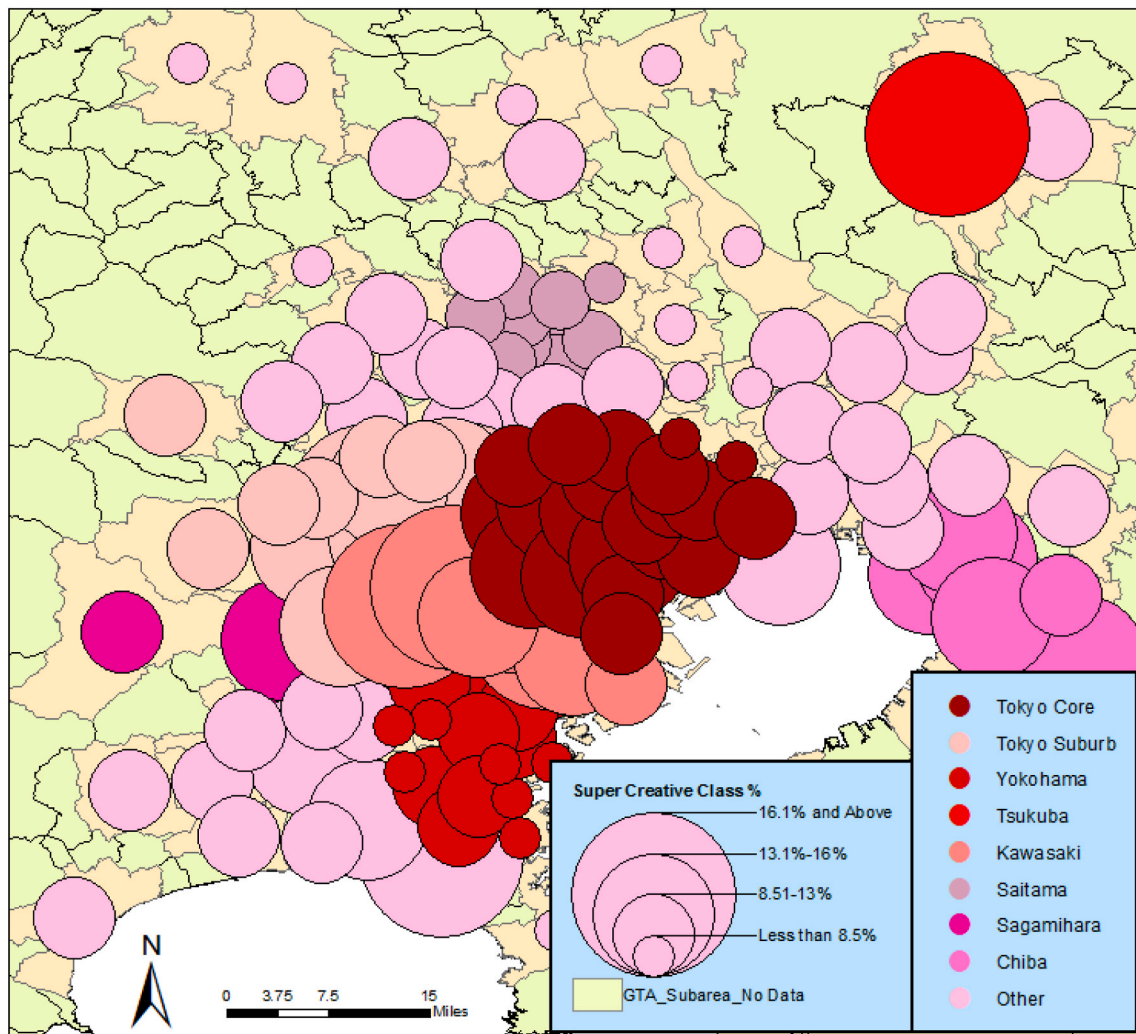 Tokyo Core
Tokyo Suburb
Yokohama
Tsukuba
Kawasaki
Saitama
Sagamihara
Chiba
Other
Super Creative Class %
16.1% and Above
13.1%-16%
8.51-13%
Less than 8.5%
GTA_Subarea_No Data
N
0 3.75 7.5 15
Miles